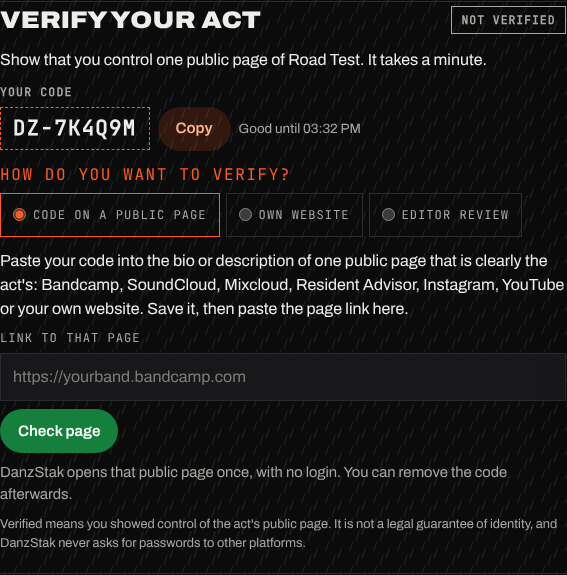 VERIFY YOUR ACT
NOT VERIFIED
Show that you control one public page of Road Test. It takes a minute.
YOUR CODE
DZ-7K4Q9M
Copy
Good until 03:32 PM
HOW DO YOU WANT TO VERIFY?
CODE ON A PUBLIC PAGE
OWN WEBSITE
EDITOR REVIEW
Paste your code into the bio or description of one public page that is clearly the
act's: Bandcamp, SoundCloud, Mixcloud, Resident Advisor, Instagram, YouTube
or your own website. Save it, then paste the page link here.
LINK TO THAT PAGE
https://yourband.bandcamp.com
Check page
DanzStak opens that public page once, with no login. You can remove the code
afterwards.
Verified means you showed control of the act's public page. It is not a legal guarantee of identity, and
DanzStak never asks for passwords to other platforms.